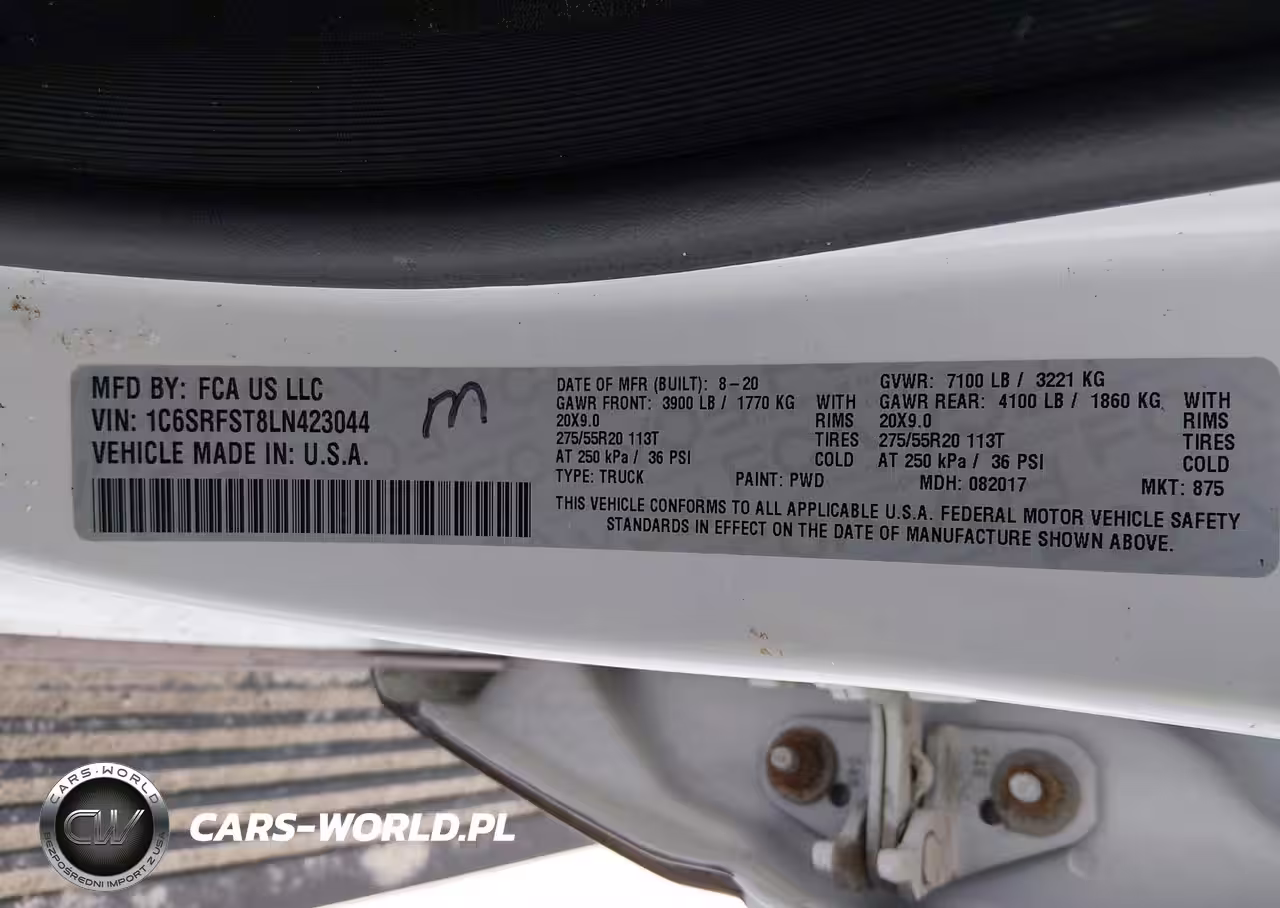 MFD BY: FCA US LLC
VIN: 1C6SRFST8LN423044
VEHICLE MADE IN: U.S.A.
m
DATE OF MFR (BUILT): 8-20
GAWR FRONT: 3900 LB / 1770 KG WITH
20X9.0 RIMS
275/55R20 113T TIRES
AT 250 kPa / 36 PSI COLD
GVWR: 7100 LB / 3221 KG
GAWR REAR: 4100 LB / 1860 KG WITH
20X9.0 RIMS
275/55R20 113T TIRES
AT 250 kPa / 36 PSI COLD
TYPE: TRUCK PAINT: PWD MDH: 082017 MKT: 875
THIS VEHICLE CONFORMS TO ALL APPLICABLE U.S.A. FEDERAL MOTOR VEHICLE SAFETY
STANDARDS IN EFFECT ON THE DATE OF MANUFACTURE SHOWN ABOVE.
CARS-WORLD
CW
BEZPOŚREDNI IMPORT Z USA
CARS-WORLD.PL